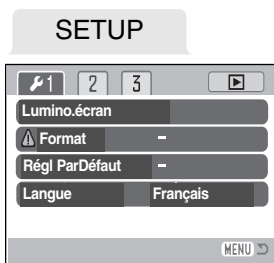 SETUP
1 2 3
Lumino.écran
Format –
Régl ParDéfaut –
Langue Français
MENU